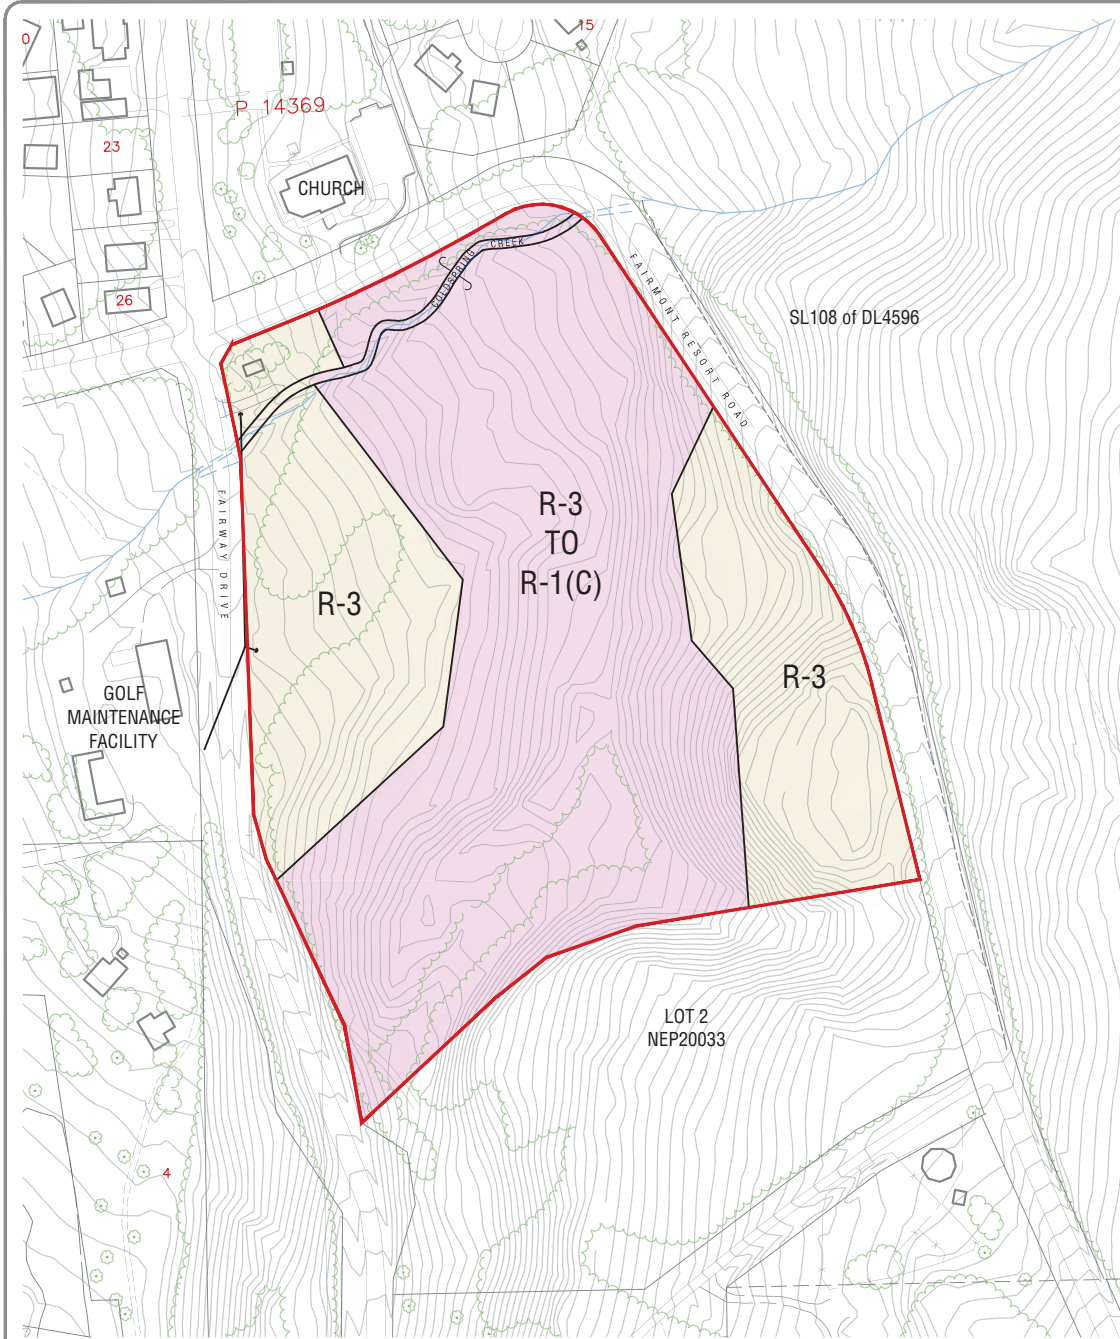 15
0
P 14369
23
CHURCH
26
COLDSPRING CREEK
FAIRMONT RESORT ROAD
SL108 of DL4596
R-3
TO
R-1(C)
FAIRWAY DRIVE
R-3
R-3
GOLF
MAINTENANCE
FACILITY
LOT 2
NEP20033
4